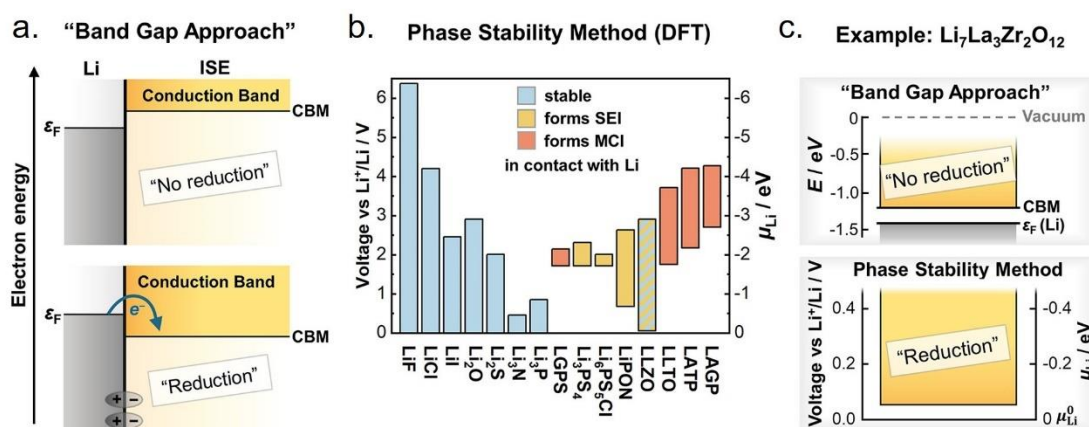 a.
"Band Gap Approach"
Li
ISE
Electron energy
Conduction Band
CBM
εF
"No reduction"
Conduction Band
εF
e⁻
CBM
"Reduction"
+ −
+ −
b.
Phase Stability Method (DFT)
Voltage vs Li⁺/Li / V
6
5
4
3
2
1
0
stable
forms SEI
forms MCI
in contact with Li
-6
-5
-4
-3
-2
-1
0
μLi / eV
LiF
LiCl
LiI
Li₂O
Li₂S
Li₃N
Li₃P
LGPS
Li₃PS₄
Li₆PS₅Cl
LiPON
LLZO
LLTO
LATP
LAGP
c.
Example: Li₇La₃Zr₂O₁₂
"Band Gap Approach"
E / eV
0
-0.5
-1.0
-1.5
Vacuum
"No reduction"
CBM
εF (Li)
Phase Stability Method
Voltage vs Li⁺/Li / V
0.4
0.2
0.0
"Reduction"
-0.4
-0.2
0 μ⁰Li
μLi / eV